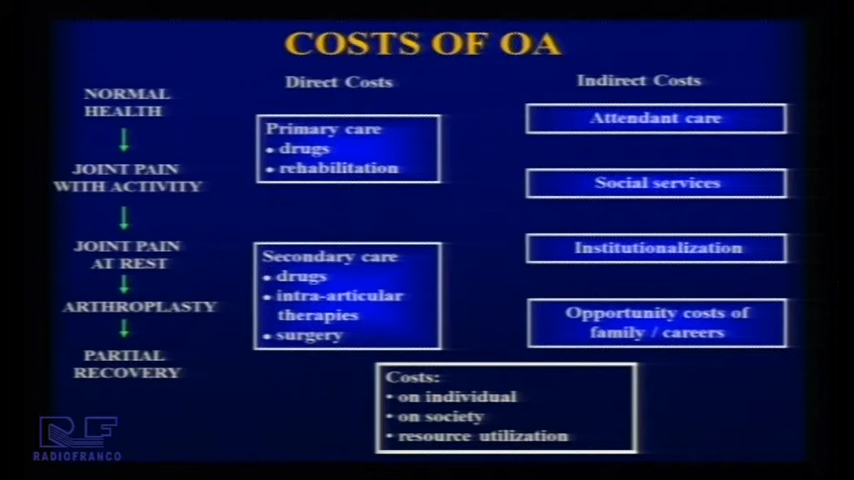 COSTS OF OA
Direct Costs
Indirect Costs
NORMAL
HEALTH
JOINT PAIN
WITH ACTIVITY
JOINT PAIN
AT REST
ARTHROPLASTY
PARTIAL
RECOVERY
Primary care
• drugs
• rehabilitation
Secondary care
• drugs
• intra-articular
therapies
• surgery
Attendant care
Social services
Institutionalization
Opportunity costs of
family / careers
Costs:
• on individual
• on society
• resource utilization
RF
RADIOFRANCO